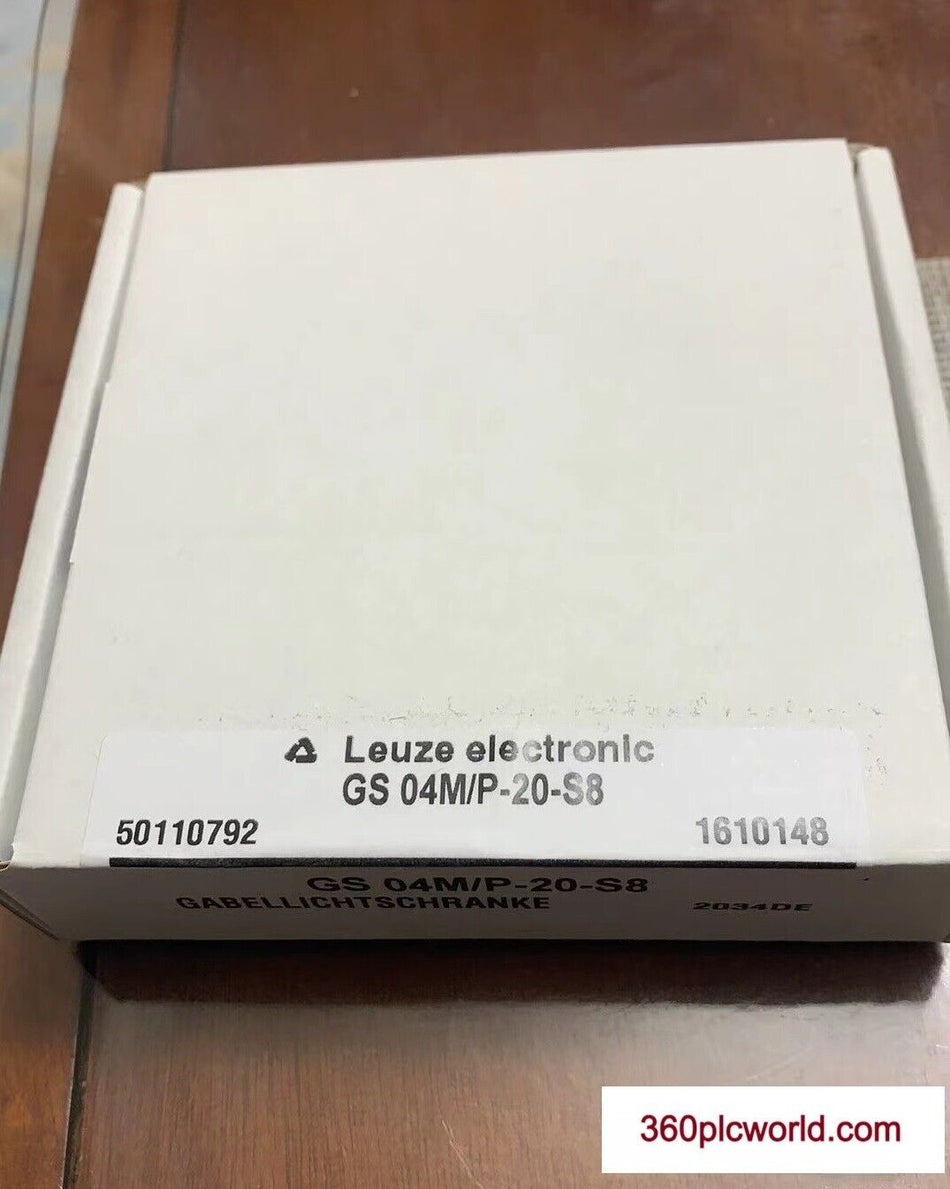 Leuze electronic
GS 04M/P-20-S8
50110792 1610148
GS 04M/P-20-S8
GABELLICHTSCHRANKE 2034DE
360plcworld.com